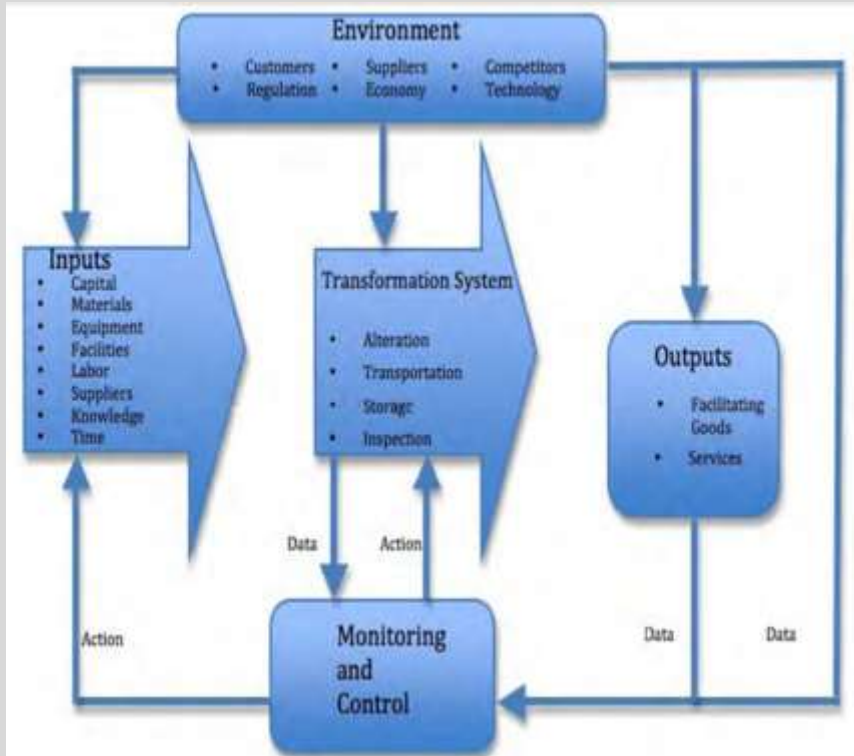 Environment
• Customers • Suppliers • Competitors
• Regulation • Economy • Technology
Inputs
• Capital
• Materials
• Equipment
• Facilities
• Labor
• Suppliers
• Knowledge
• Time
Transformation System
• Alteration
• Transportation
• Storage
• Inspection
Outputs
• Facilitating
Goods
• Services
Data
Action
Action
Monitoring
and
Control
Data
Data